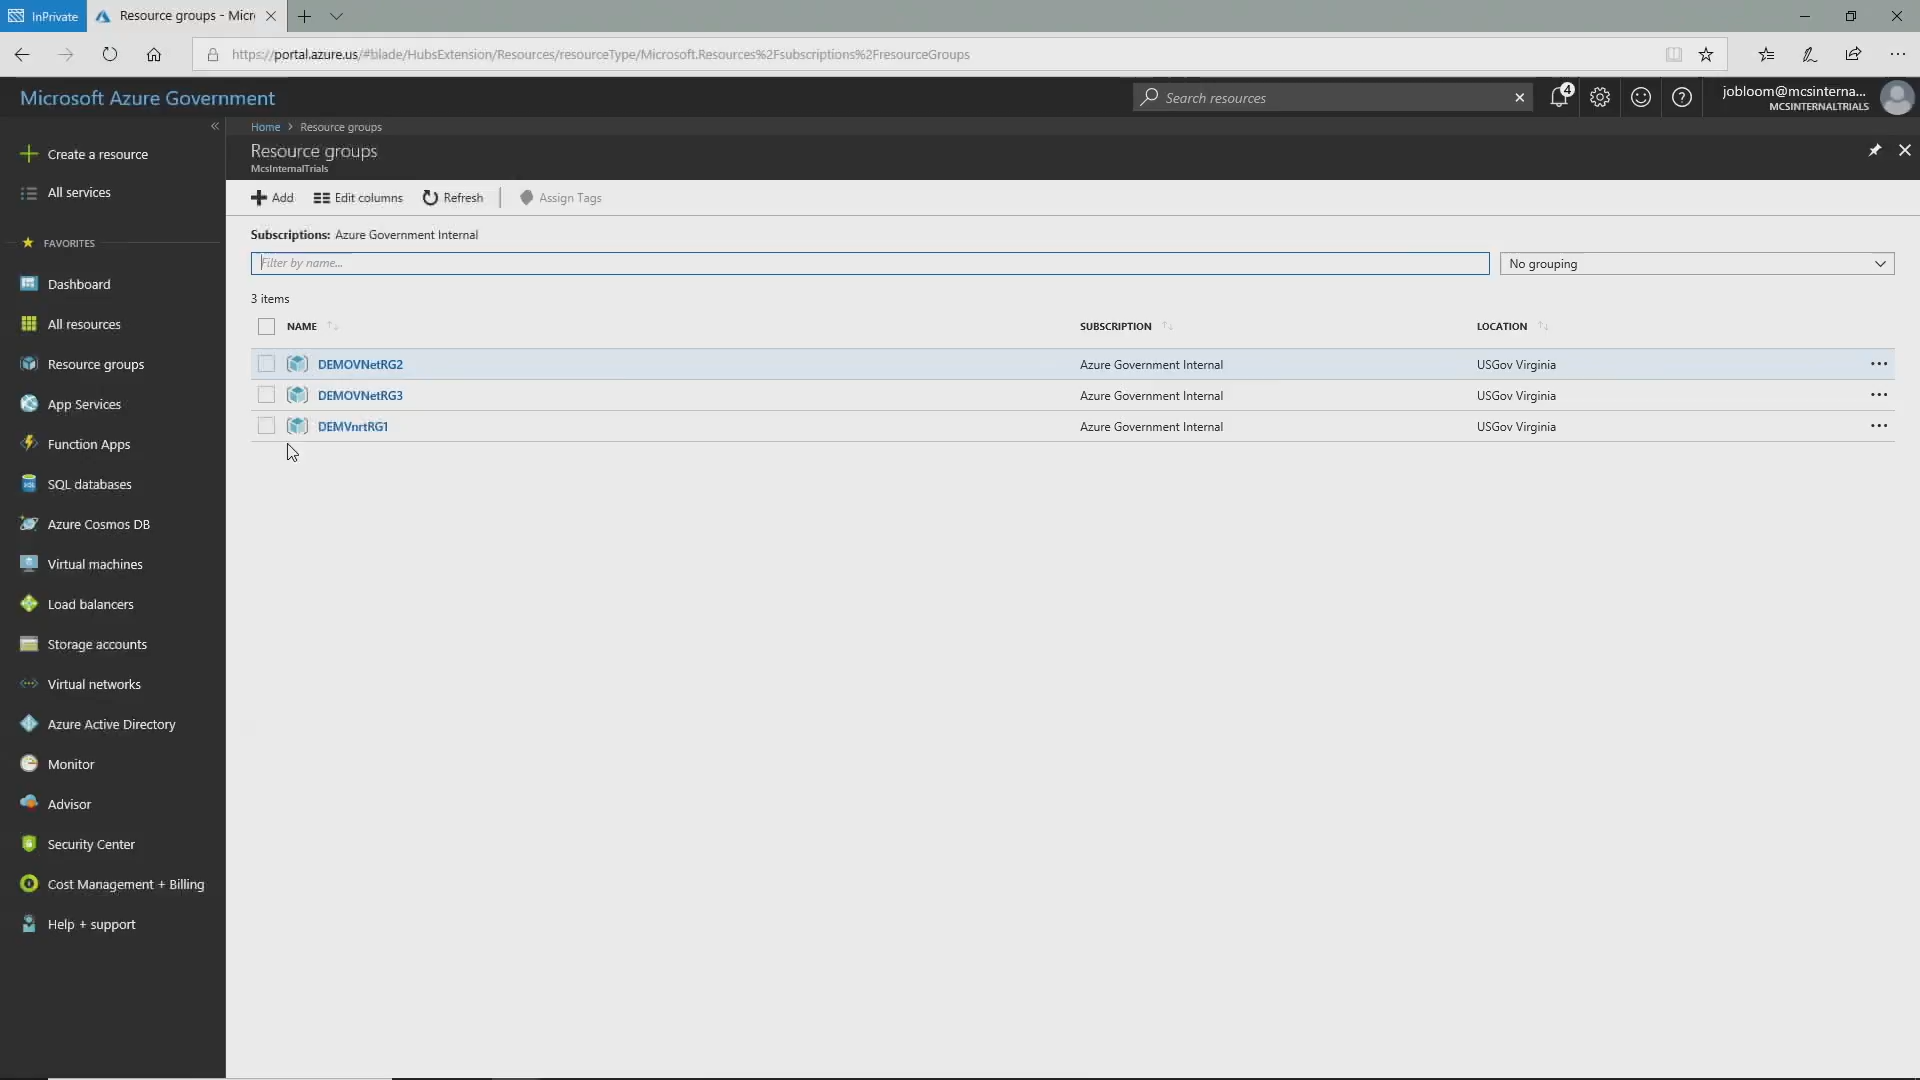 InPrivate
Resource groups - Micr
https://portal.azure.us/#blade/HubsExtension/Resources/resourceType/Microsoft.Resources%2Fsubscriptions%2FresourceGroups
Microsoft Azure Government
Search resources
4
jobloom@mcsinterna...
MCSINTERNALTRIALS
Home > Resource groups
Resource groups
McsInternalTrials
Create a resource
All services
FAVORITES
Dashboard
All resources
Resource groups
App Services
Function Apps
SQL databases
Azure Cosmos DB
Virtual machines
Load balancers
Storage accounts
Virtual networks
Azure Active Directory
Monitor
Advisor
Security Center
Cost Management + Billing
Help + support
Add Edit columns Refresh Assign Tags
Subscriptions: Azure Government Internal
Filter by name...
No grouping
3 items
NAME SUBSCRIPTION LOCATION
DEMOVNetRG2 Azure Government Internal USGov Virginia
DEMOVNetRG3 Azure Government Internal USGov Virginia
DEMVnrtRG1 Azure Government Internal USGov Virginia